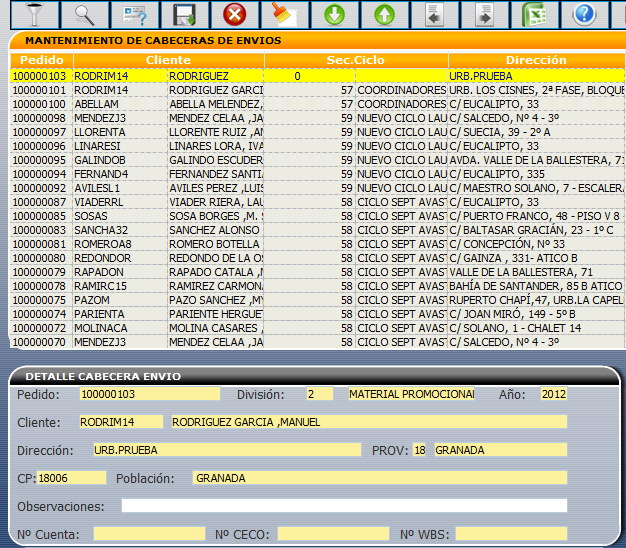 MANTENIMIENTO DE CABECERAS DE ENVIOS
Pedido Cliente Sec.Ciclo Dirección
100000103 RODRIM14 RODRIGUEZ 0 URB.PRUEBA
100000101 RODRIM14 RODRIGUEZ GARCI 57 COORDINADORES URB. LOS CISNES, 2ª FASE, BLOQUE
100000100 ABELLAM ABELLA MELENDEZ, 57 COORDINADORES C/ EUCALIPTO, 33
100000098 MENDEZJ3 MENDEZ CELAA ,JA 59 NUEVO CICLO LAU C/ SALCEDO, Nº 4 - 3º
100000097 LLORENTA LLORENTE RUIZ ,AN 59 NUEVO CICLO LAU C/ SUECIA, 39 - 2º A
100000096 LINARESI LINARES LORA, IVA 59 NUEVO CICLO LAU C/ EUCALIPTO, 33
100000095 GALINDOB GALINDO ESCUDER 59 NUEVO CICLO LAU AVDA. VALLE DE LA BALLESTERA, 71
100000094 FERNAND4 FERNANDEZ SANTI 59 NUEVO CICLO LAU C/ EUCALIPTO, 335
100000092 AVILESL1 AVILES PEREZ ,LUIS 59 NUEVO CICLO LAU C/ MAESTRO SOLANO, 7 - ESCALER
100000087 VIADERRL VIADER RIERA, LAU 58 CICLO SEPT AVAST C/ EUCALIPTO, 33
100000085 SOSAS SOSA BORGES ,M. S 58 CICLO SEPT AVAST C/ PUERTO FRANCO, 48 - PISO V 8
100000083 SANCHA32 SANCHEZ ALONSO 58 CICLO SEPT AVAST C/ BALTASAR GRACIÁN, 23 - 1º C
100000081 ROMEROA8 ROMERO BOTELLA 58 CICLO SEPT AVAST C/ CONCEPCIÓN, Nº 33
100000080 REDONDOR REDONDO DE LA OS 58 CICLO SEPT AVAST C/ GAINZA , 331- ATICO B
100000079 RAPADON RAPADO CATALA ,N 58 CICLO SEPT AVAST VALLE DE LA BALLESTERA, 71
100000078 RAMIRC15 RAMIREZ CARMONA 58 CICLO SEPT AVAST BAHÍA DE SANTANDER, 85 B ATICO
100000075 PAZOM PAZO SANCHEZ ,MY 58 CICLO SEPT AVAST RUPERTO CHAPÍ,47, URB.LA CAPEL
100000074 PARIENTA PARIENTE HERGUET 58 CICLO SEPT AVAST C/ JOAN MIRÓ, 149 - 5º B
100000072 MOLINACA MOLINA CASARES , 58 CICLO SEPT AVAST C/ SOLANO, 1 - CHALET 14
100000070 MENDEZJ3 MENDEZ CELAA ,JA 58 CICLO SEPT AVAST C/ SALCEDO, Nº 4 - 3º
DETALLE CABECERA ENVIO
Pedido: 100000103 División: 2 MATERIAL PROMOCIONAL Año: 2012
Cliente: RODRIM14 RODRIGUEZ GARCIA ,MANUEL
Dirección: URB.PRUEBA PROV: 18 GRANADA
CP: 18006 Población: GRANADA
Observaciones:
Nº Cuenta: Nº CECO: Nº WBS: